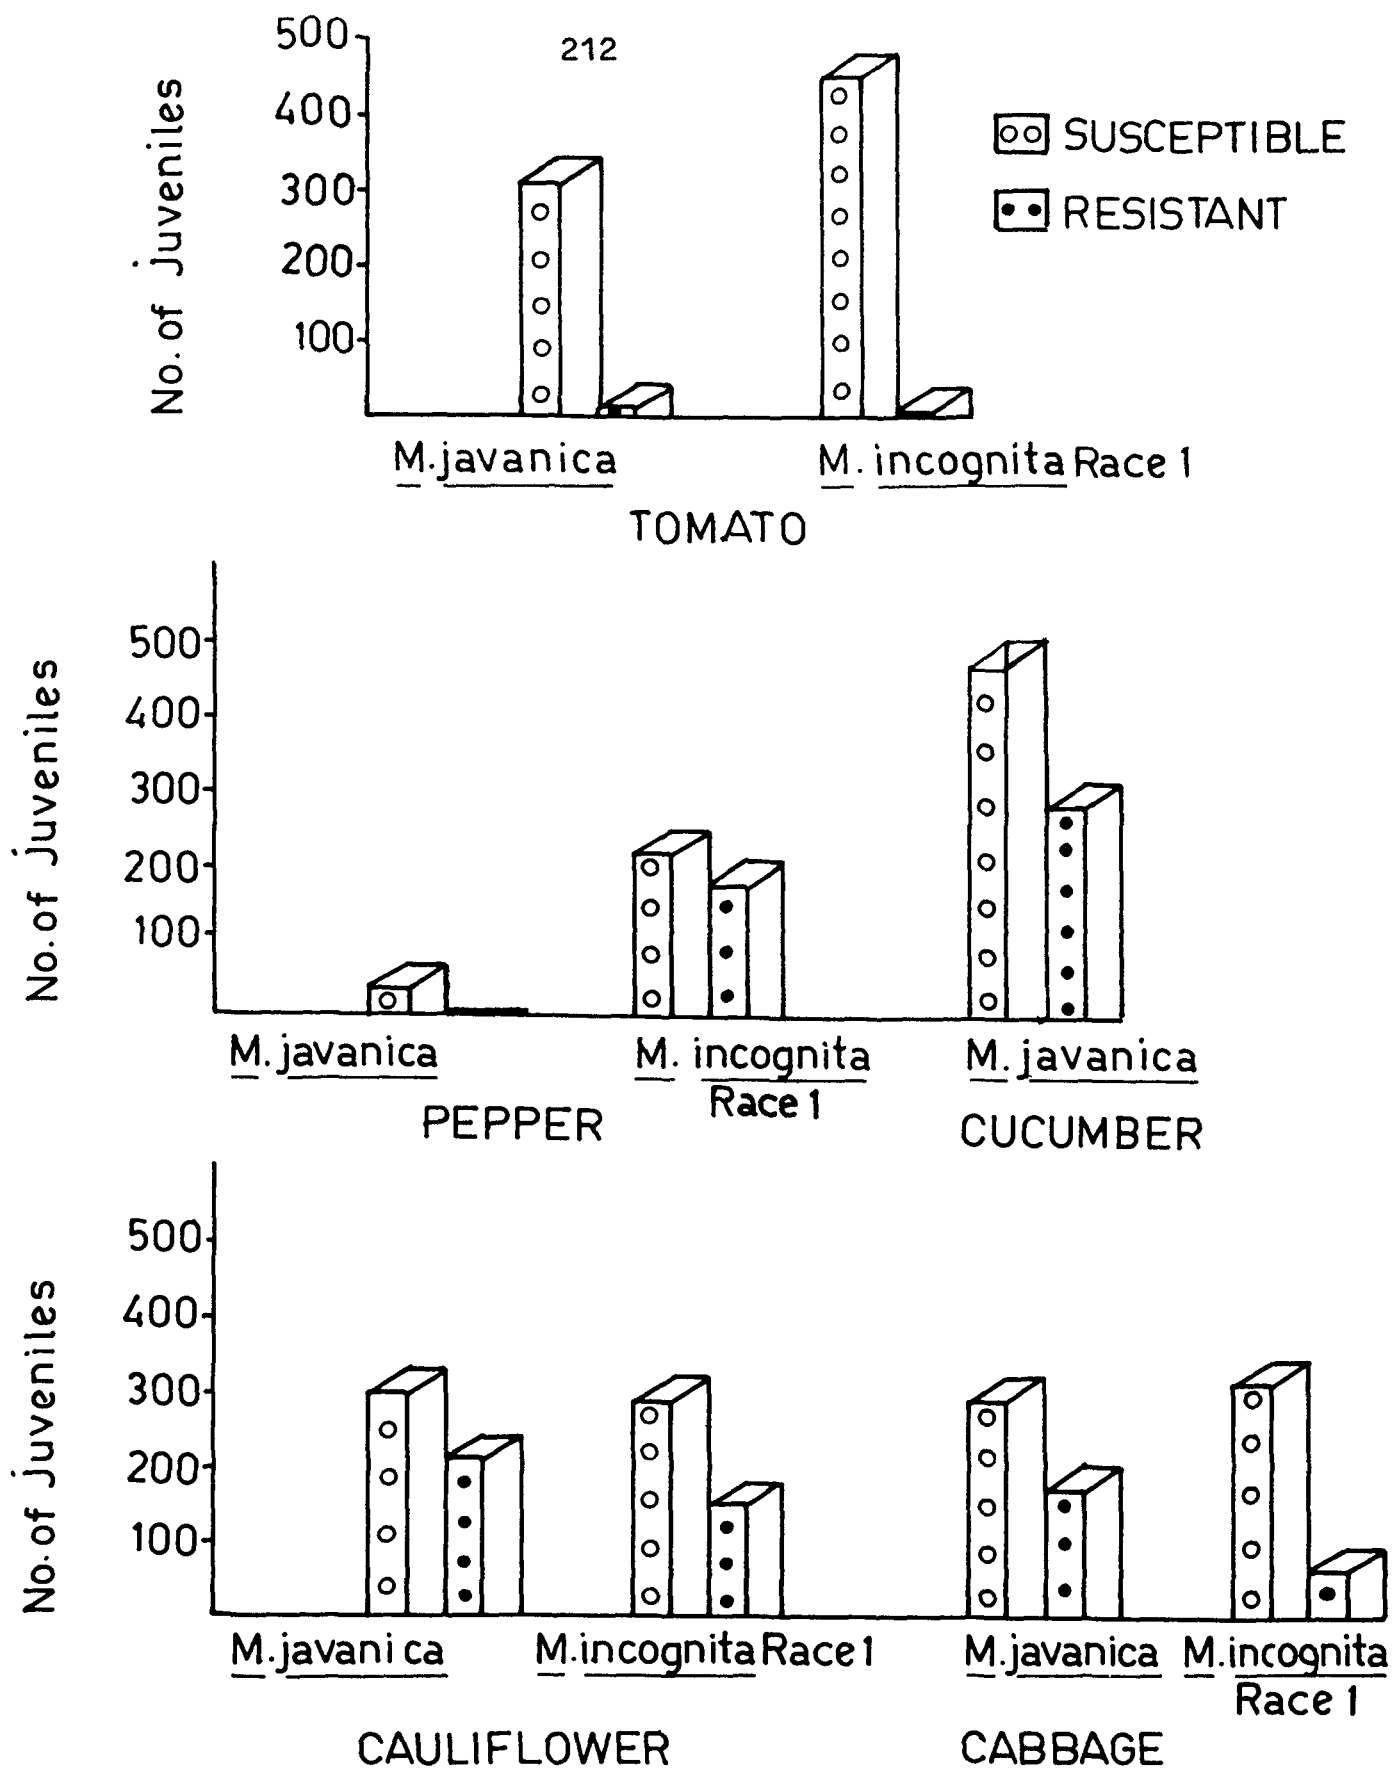 212
500
400
300
200
100
No. of juveniles
SUSCEPTIBLE
RESISTANT
M. javanica
M. incognita Race 1
TOMATO
500
400
300
200
100
No. of juveniles
M. javanica
M. incognita
Race 1
M. javanica
PEPPER
CUCUMBER
500
400
300
200
100
No. of juveniles
M. javanica
M. incognita Race 1
M. javanica
M. incognita
Race 1
CAULIFLOWER
CABBAGE